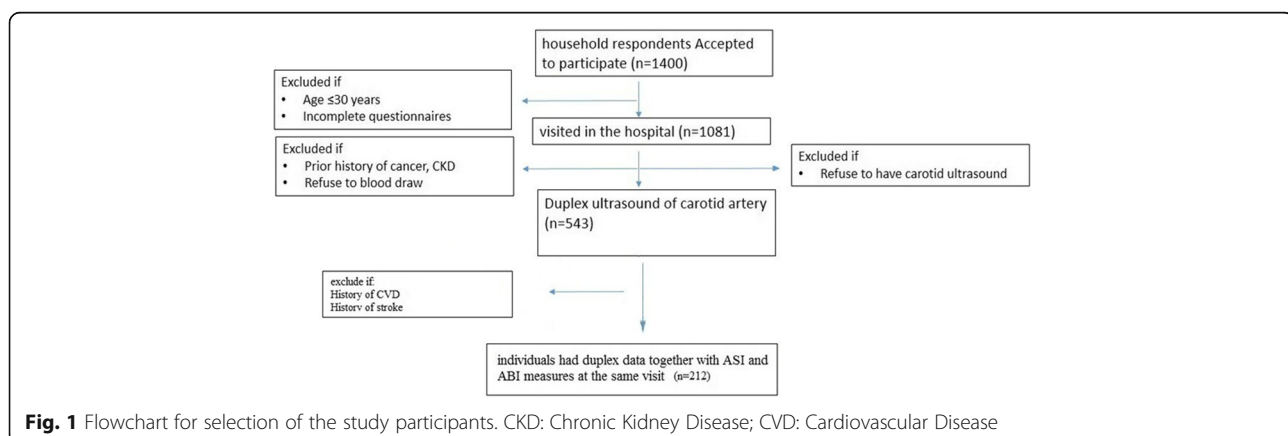 household respondents Accepted
to participate (n=1400)
Excluded if
• Age ≤30 years
• Incomplete questionnaires
visited in the hospital (n=1081)
Excluded if
• Prior history of cancer, CKD
• Refuse to blood draw
Excluded if
• Refuse to have carotid ultrasound
Duplex ultrasound of carotid artery
(n=543)
exclude if:
History of CVD
History of stroke
individuals had duplex data together with ASI and
ABI measures at the same visit (n=212)
Fig. 1 Flowchart for selection of the study participants. CKD: Chronic Kidney Disease; CVD: Cardiovascular Disease